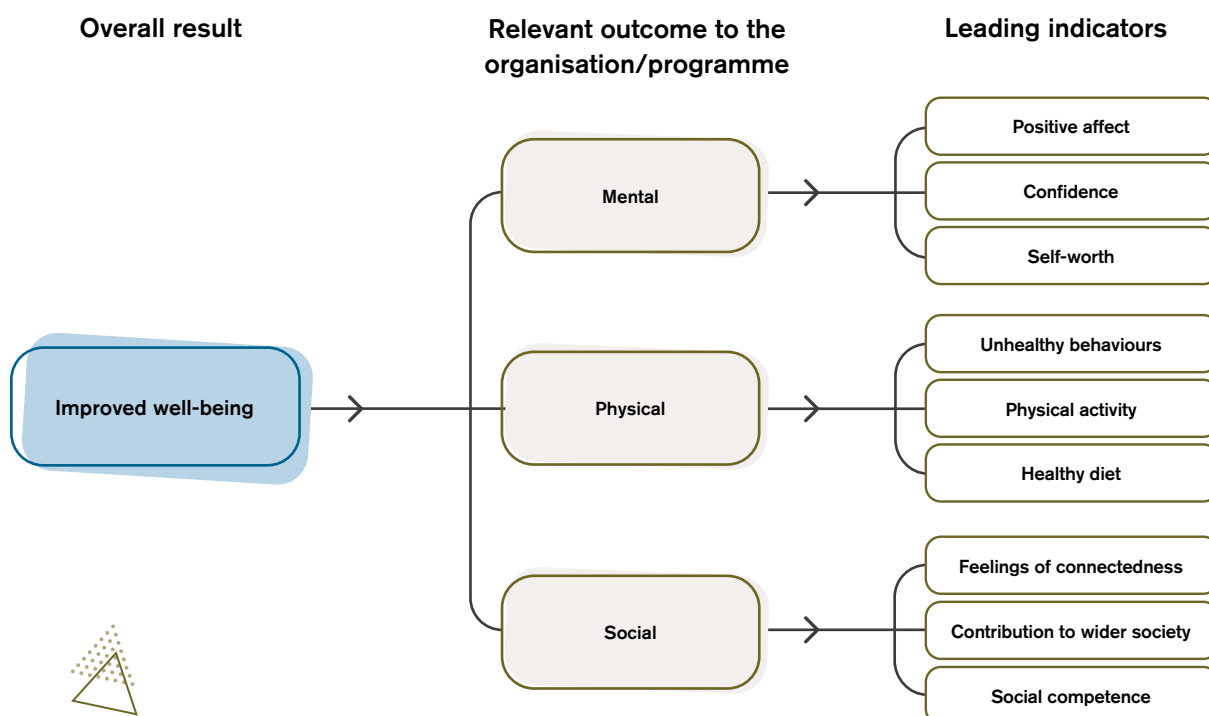 Overall result
Relevant outcome to the
organisation/programme
Leading indicators
Improved well-being
Mental
Positive affect
Confidence
Self-worth
Physical
Unhealthy behaviours
Physical activity
Healthy diet
Social
Feelings of connectedness
Contribution to wider society
Social competence